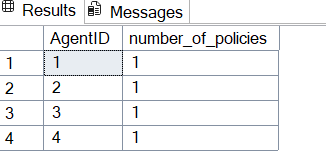 Results Messages
AgentID number_of_policies
1 1 1
2 2 1
3 3 1
4 4 1